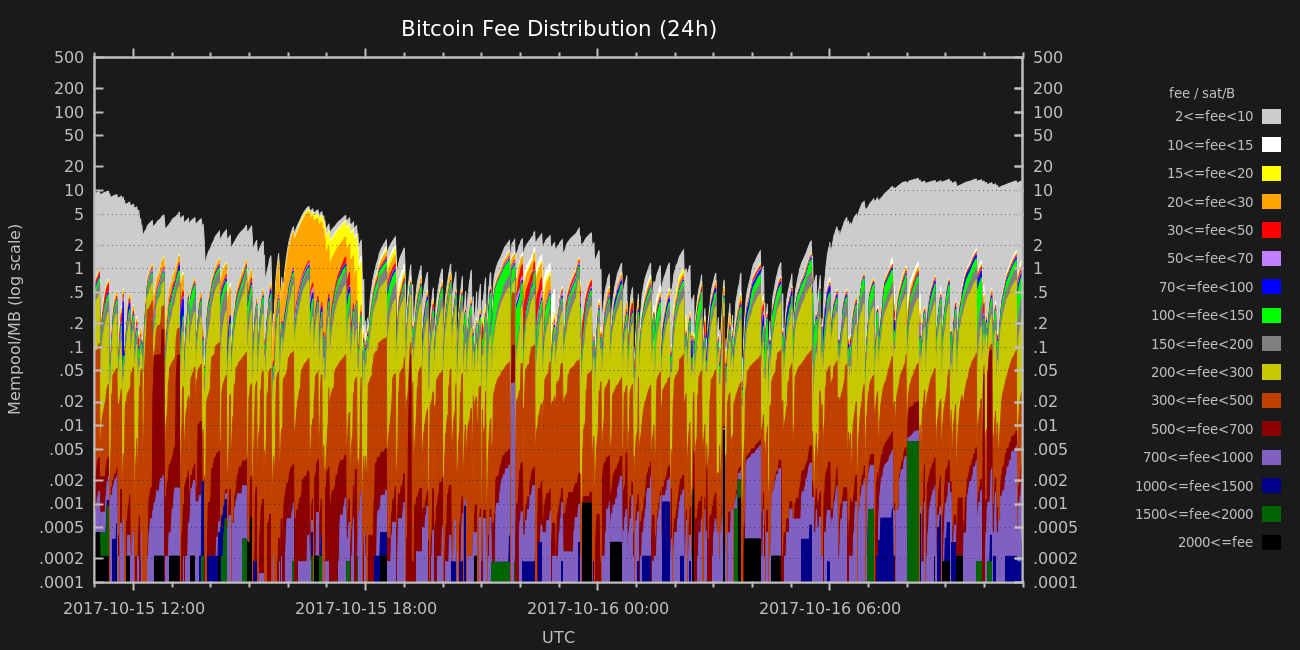 Bitcoin Fee Distribution (24h)
500
200
100
50
20
10
5
2
1
.5
.2
.1
.05
.02
.01
.005
.002
.001
.0005
.0002
.0001
Mempool/MB (log scale)
500
200
100
50
20
10
5
2
1
.5
.2
.1
.05
.02
.01
.005
.002
.001
.0005
.0002
.0001
2017-10-15 12:00
2017-10-15 18:00
2017-10-16 00:00
2017-10-16 06:00
UTC
fee / sat/B
2<=fee<10
10<=fee<15
15<=fee<20
20<=fee<30
30<=fee<50
50<=fee<70
70<=fee<100
100<=fee<150
150<=fee<200
200<=fee<300
300<=fee<500
500<=fee<700
700<=fee<1000
1000<=fee<1500
1500<=fee<2000
2000<=fee